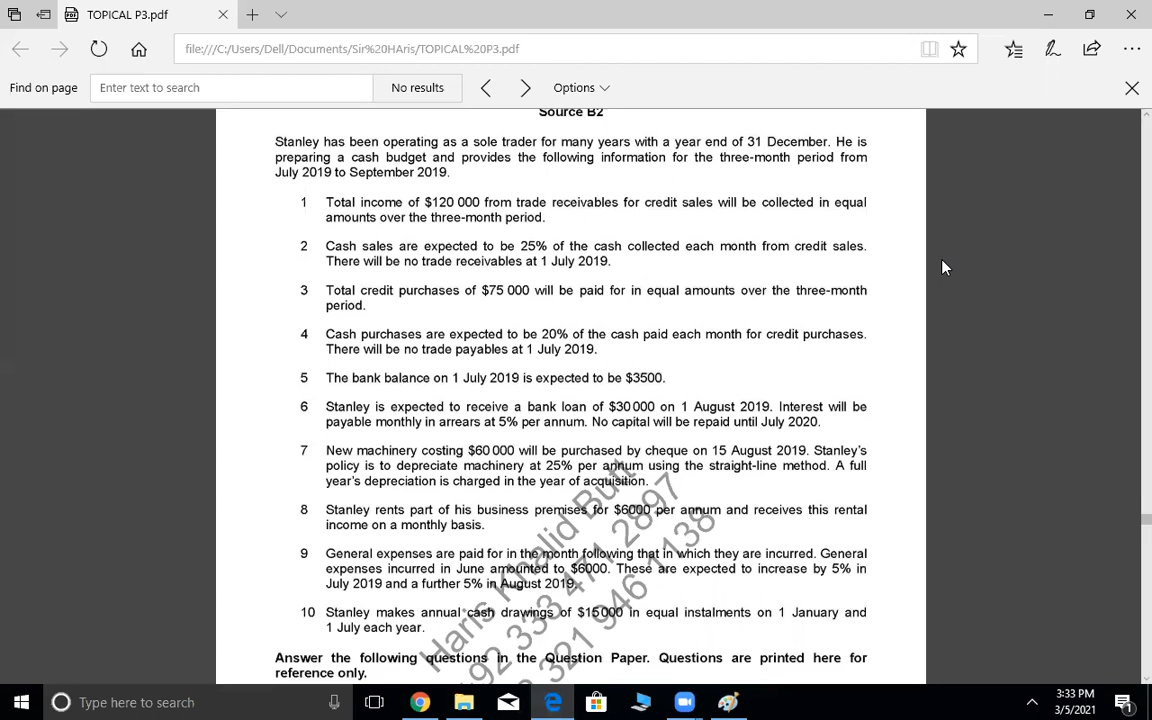 TOPICAL P3.pdf
file:///C:/Users/Dell/Documents/Sir%20HAris/TOPICAL%20P3.pdf
Find on page
Enter text to search
No results
Options
Source B2
Stanley has been operating as a sole trader for many years with a year end of 31 December. He is
preparing a cash budget and provides the following information for the three-month period from
July 2019 to September 2019.
1 Total income of $120 000 from trade receivables for credit sales will be collected in equal
amounts over the three-month period.
2 Cash sales are expected to be 25% of the cash collected each month from credit sales.
There will be no trade receivables at 1 July 2019.
3 Total credit purchases of $75 000 will be paid for in equal amounts over the three-month
period.
4 Cash purchases are expected to be 20% of the cash paid each month for credit purchases.
There will be no trade payables at 1 July 2019.
5 The bank balance on 1 July 2019 is expected to be $3500.
6 Stanley is expected to receive a bank loan of $30 000 on 1 August 2019. Interest will be
payable monthly in arrears at 5% per annum. No capital will be repaid until July 2020.
7 New machinery costing $60 000 will be purchased by cheque on 15 August 2019. Stanley's
policy is to depreciate machinery at 25% per annum using the straight-line method. A full
year's depreciation is charged in the year of acquisition.
8 Stanley rents part of his business premises for $6000 per annum and receives this rental
income on a monthly basis.
9 General expenses are paid for in the month following that in which they are incurred. General
expenses incurred in June amounted to $6000. These are expected to increase by 5% in
July 2019 and a further 5% in August 2019.
10 Stanley makes annual cash drawings of $15 000 in equal instalments on 1 January and
1 July each year.
Answer the following questions in the Question Paper. Questions are printed here for
reference only.
Haris Khalid Butt
92 333 471 2897
321 946 1138
Type here to search
3:33 PM
3/5/2021
1